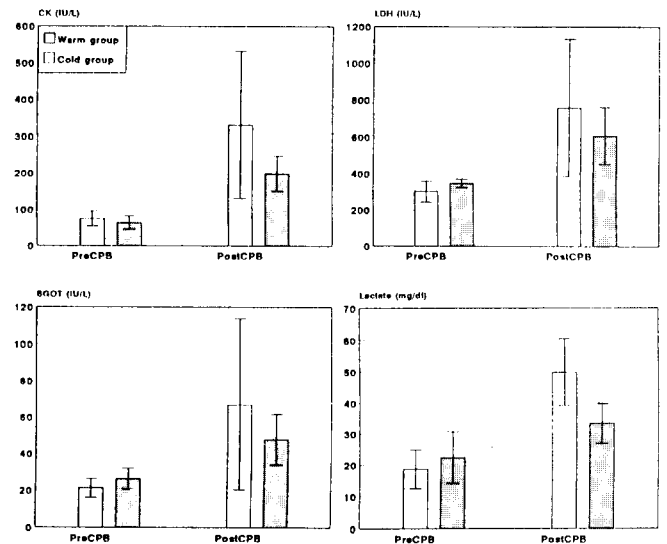 CK (IU/L)
600
500
400
300
200
100
0
Warm group
Cold group
PreCPB PostCPB
LDH (IU/L)
1200
1000
800
600
400
200
0
PreCPB PostCPB
SGOT (IU/L)
120
100
80
60
40
20
0
PreCPB PostCPB
Lactate (mg/dl)
70
60
50
40
30
20
10
0
PreCPB PostCPB